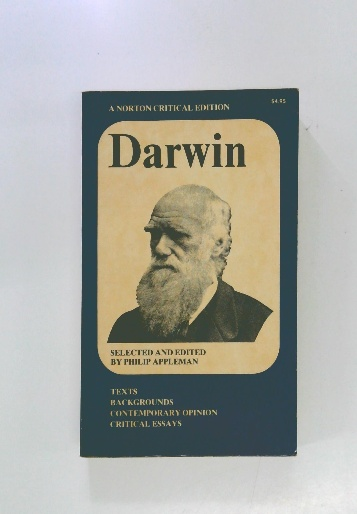 A NORTON CRITICAL EDITION
$4.95
Darwin
SELECTED AND EDITED
BY PHILIP APPLEMAN
TEXTS
BACKGROUNDS
CONTEMPORARY OPINION
CRITICAL ESSAYS